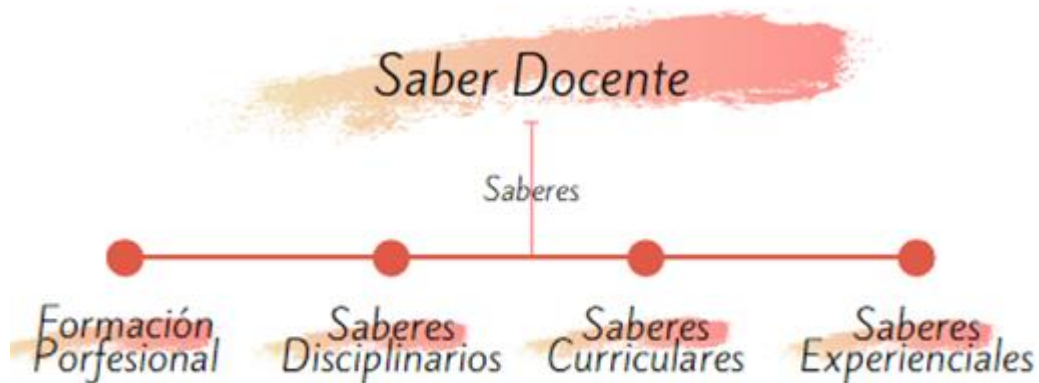 Saber Docente
Saberes
Formación
Porfesional
Saberes
Disciplinarios
Saberes
Curriculares
Saberes
Experienciales